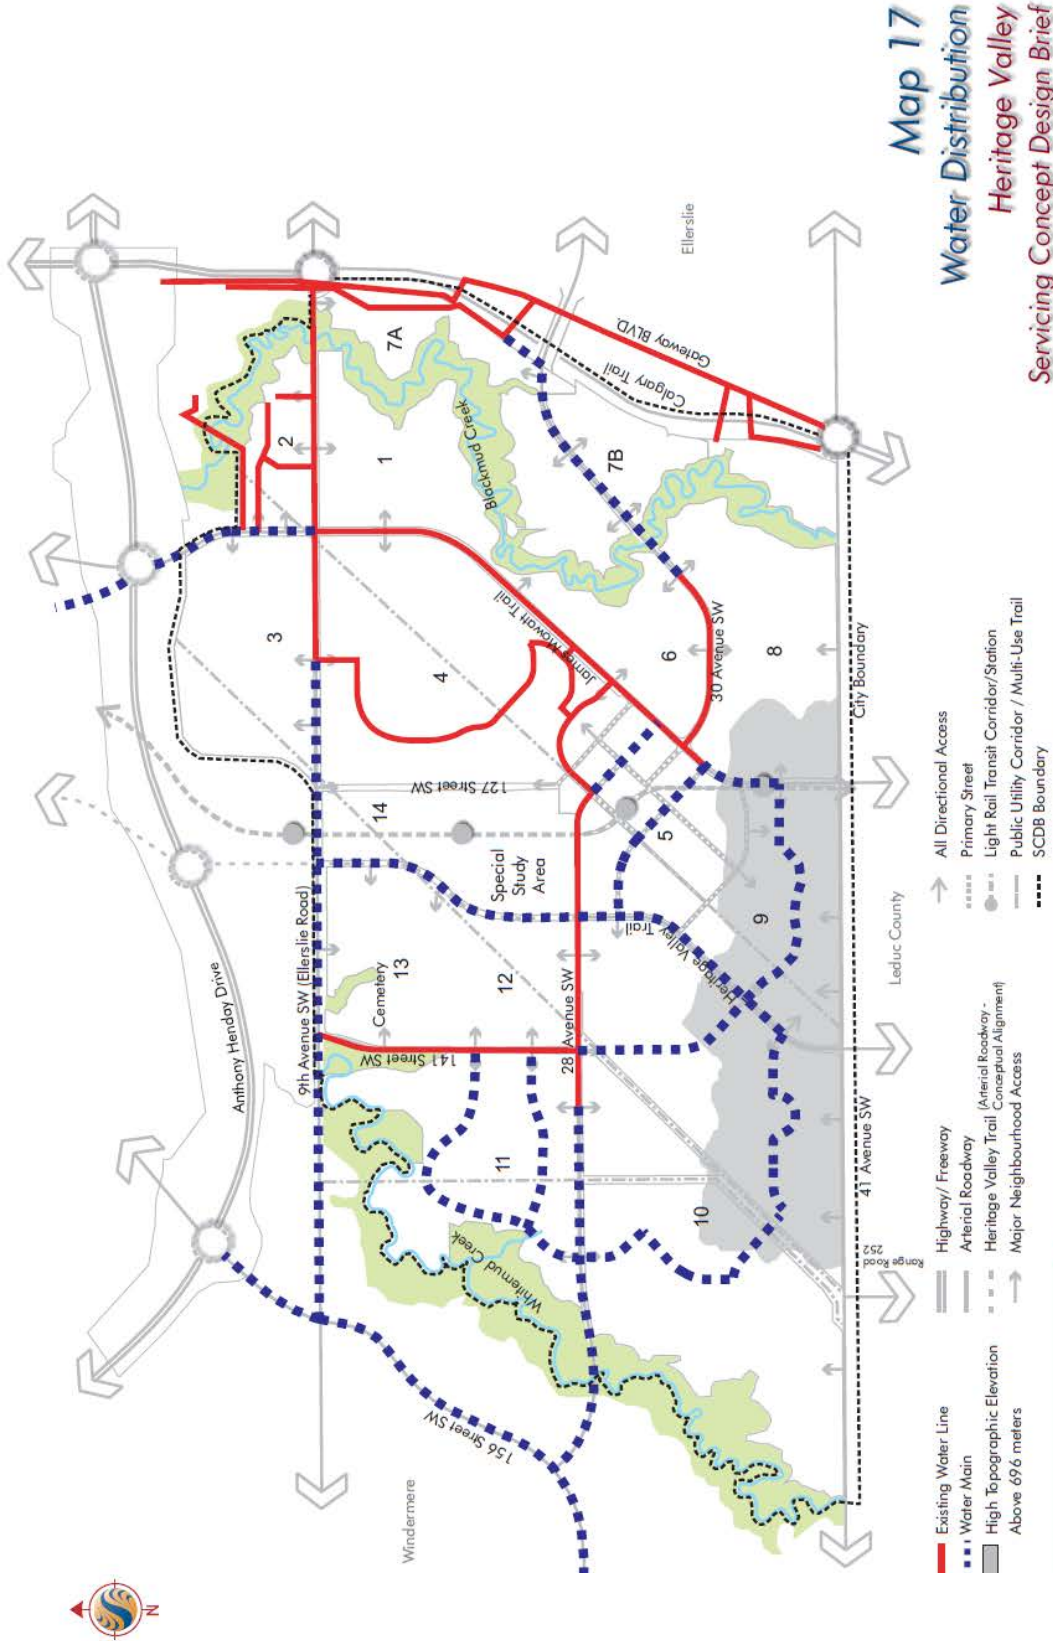 Map 17
Water Distribution
Heritage Valley
Servicing Concept Design Brief
N
Windermere
Ellerslie
Leduc County
Anthony Henday Drive
9th Avenue SW (Ellerslie Road)
156 Street SW
141 Street SW
127 Street SW
28 Avenue SW
30 Avenue SW
41 Avenue SW
Range Road
252
City Boundary
James Mowatt Trail
Heritage Valley
Trail
Calgary Trail
Gateway BLVD.
Blackmud Creek
Whitemud Creek
Cemetery
Special
Study
Area
1
2
3
4
5
6
7A
7B
8
9
10
11
12
13
14
Existing Water Line
Water Main
High Topographic Elevation
Above 696 meters
Highway/ Freeway
Arterial Roadway
Heritage Valley Trail (Arterial Roadway -
Conceptual Alignment)
Major Neighbourhood Access
All Directional Access
Primary Street
Light Rail Transit Corridor/Station
Public Utility Corridor / Multi-Use Trail
SCDB Boundary